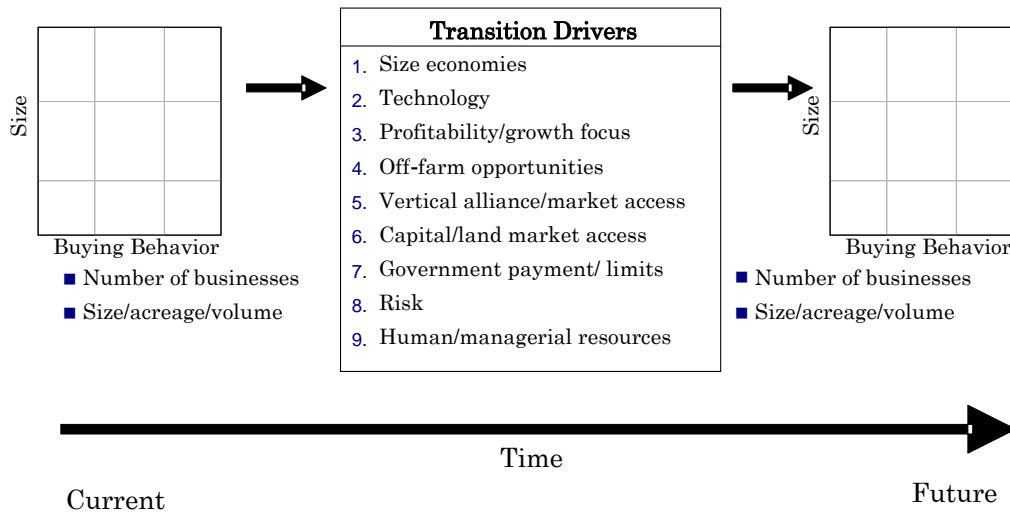 Size
Buying Behavior
■ Number of businesses
■ Size/acreage/volume
Transition Drivers
1. Size economies
2. Technology
3. Profitability/growth focus
4. Off-farm opportunities
5. Vertical alliance/market access
6. Capital/land market access
7. Government payment/ limits
8. Risk
9. Human/managerial resources
Size
Buying Behavior
■ Number of businesses
■ Size/acreage/volume
Time
Current
Future